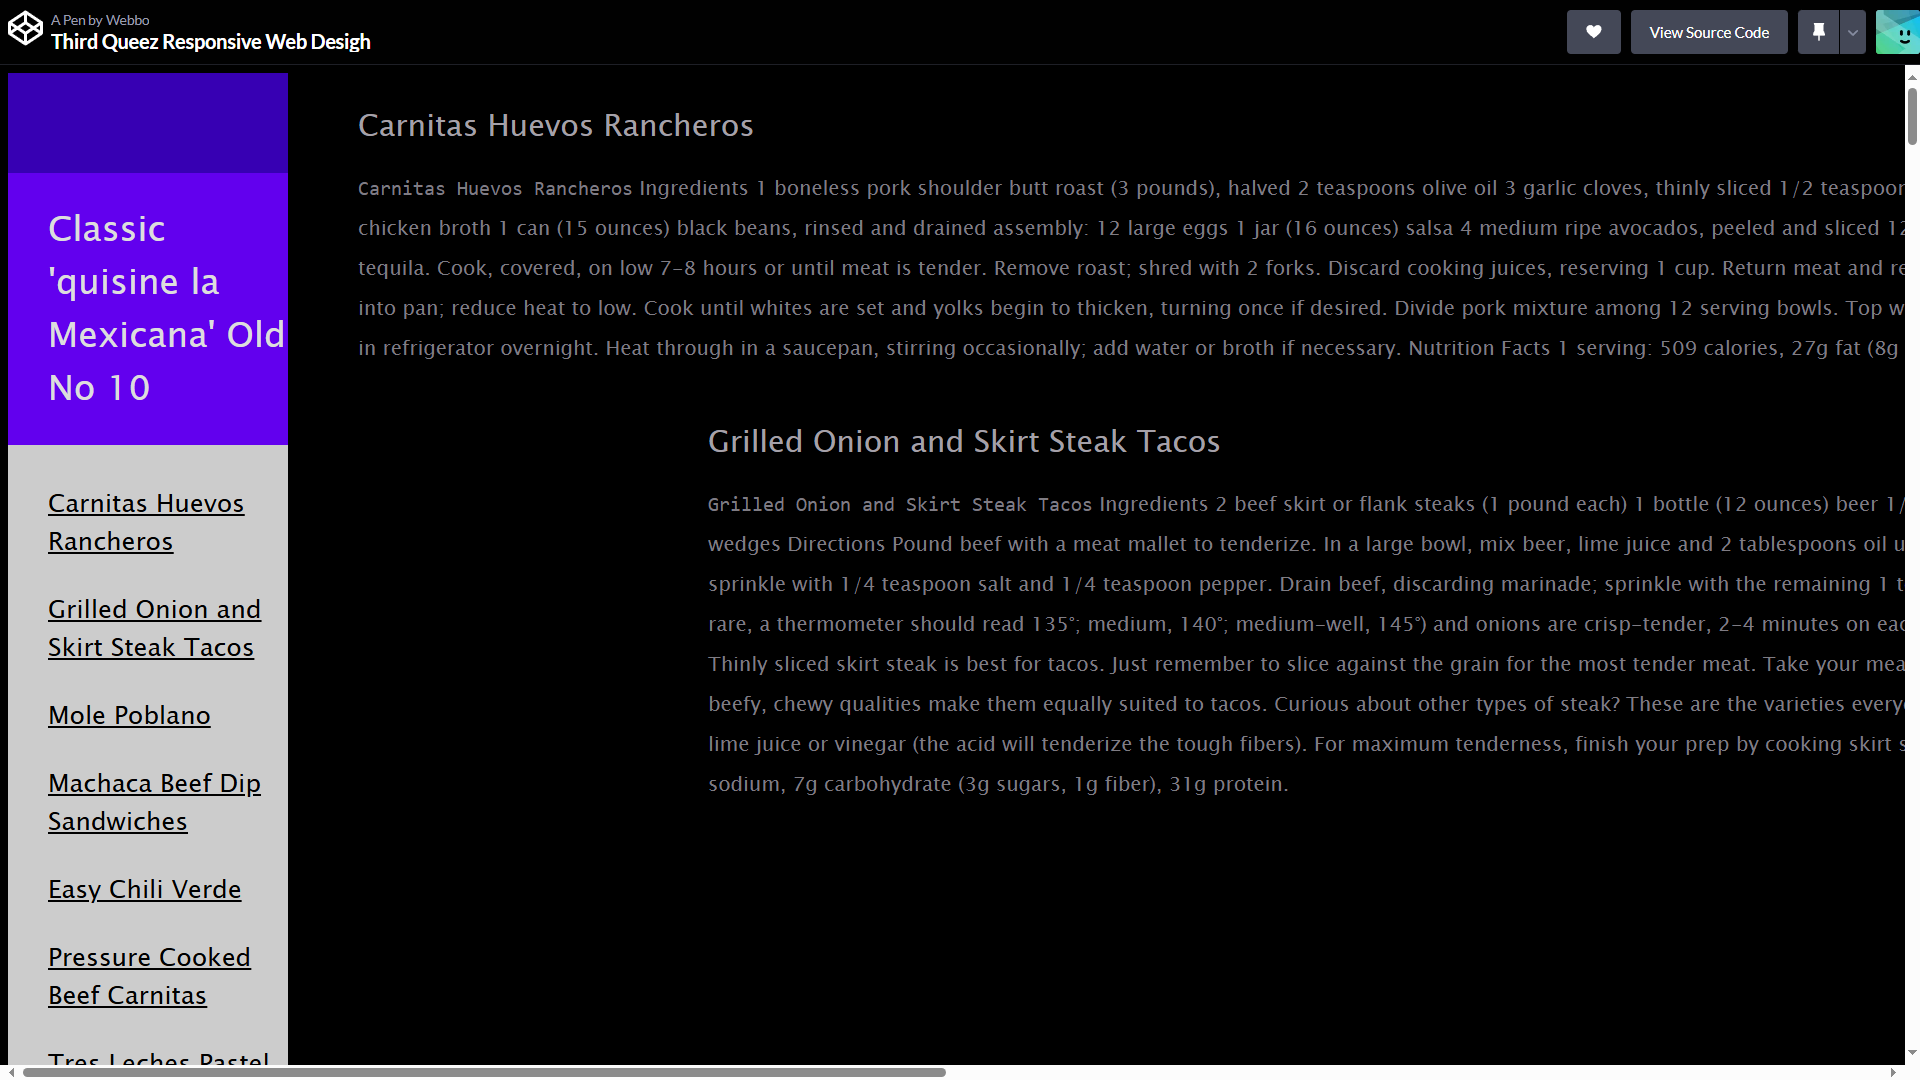 A Pen by Webbo
Third Queez Responsive Web Desigh
View Source Code
Classic
'quisine la
Mexicana' Old
No 10
Carnitas Huevos
Rancheros
Grilled Onion and
Skirt Steak Tacos
Mole Poblano
Machaca Beef Dip
Sandwiches
Easy Chili Verde
Pressure Cooked
Beef Carnitas
Tres Leches Pastel
Carnitas Huevos Rancheros
Carnitas Huevos Rancheros Ingredients 1 boneless pork shoulder butt roast (3 pounds), halved 2 teaspoons olive oil 3 garlic cloves, thinly sliced 1/2 teaspoon
chicken broth 1 can (15 ounces) black beans, rinsed and drained assembly: 12 large eggs 1 jar (16 ounces) salsa 4 medium ripe avocados, peeled and sliced 12
tequila. Cook, covered, on low 7-8 hours or until meat is tender. Remove roast; shred with 2 forks. Discard cooking juices, reserving 1 cup. Return meat and re
into pan; reduce heat to low. Cook until whites are set and yolks begin to thicken, turning once if desired. Divide pork mixture among 12 serving bowls. Top w
in refrigerator overnight. Heat through in a saucepan, stirring occasionally; add water or broth if necessary. Nutrition Facts 1 serving: 509 calories, 27g fat (8g
Grilled Onion and Skirt Steak Tacos
Grilled Onion and Skirt Steak Tacos Ingredients 2 beef skirt or flank steaks (1 pound each) 1 bottle (12 ounces) beer 1/
wedges Directions Pound beef with a meat mallet to tenderize. In a large bowl, mix beer, lime juice and 2 tablespoons oil u
sprinkle with 1/4 teaspoon salt and 1/4 teaspoon pepper. Drain beef, discarding marinade; sprinkle with the remaining 1 t
rare, a thermometer should read 135°; medium, 140°; medium-well, 145°) and onions are crisp-tender, 2-4 minutes on eac
Thinly sliced skirt steak is best for tacos. Just remember to slice against the grain for the most tender meat. Take your mea
beefy, chewy qualities make them equally suited to tacos. Curious about other types of steak? These are the varieties every
lime juice or vinegar (the acid will tenderize the tough fibers). For maximum tenderness, finish your prep by cooking skirt s
sodium, 7g carbohydrate (3g sugars, 1g fiber), 31g protein.